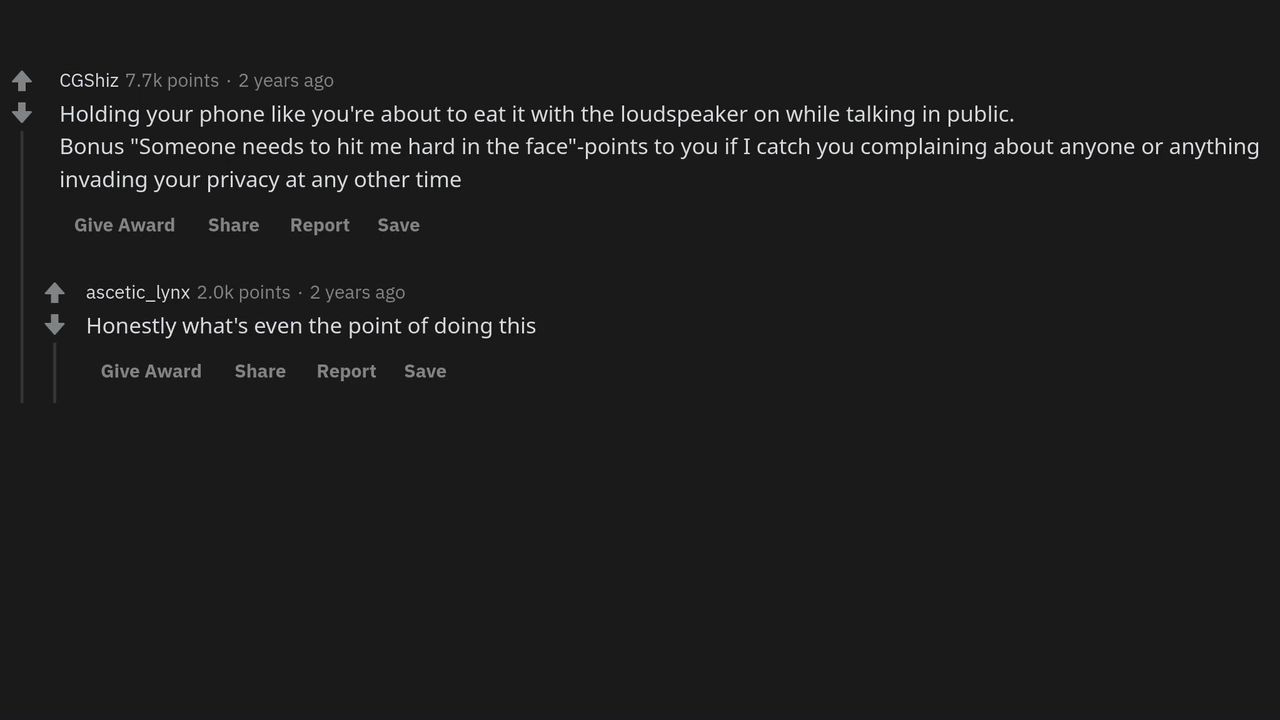 CGShiz 7.7k points · 2 years ago
Holding your phone like you're about to eat it with the loudspeaker on while talking in public.
Bonus "Someone needs to hit me hard in the face"-points to you if I catch you complaining about anyone or anything
invading your privacy at any other time
Give Award Share Report Save
ascetic_lynx 2.0k points · 2 years ago
Honestly what's even the point of doing this
Give Award Share Report Save